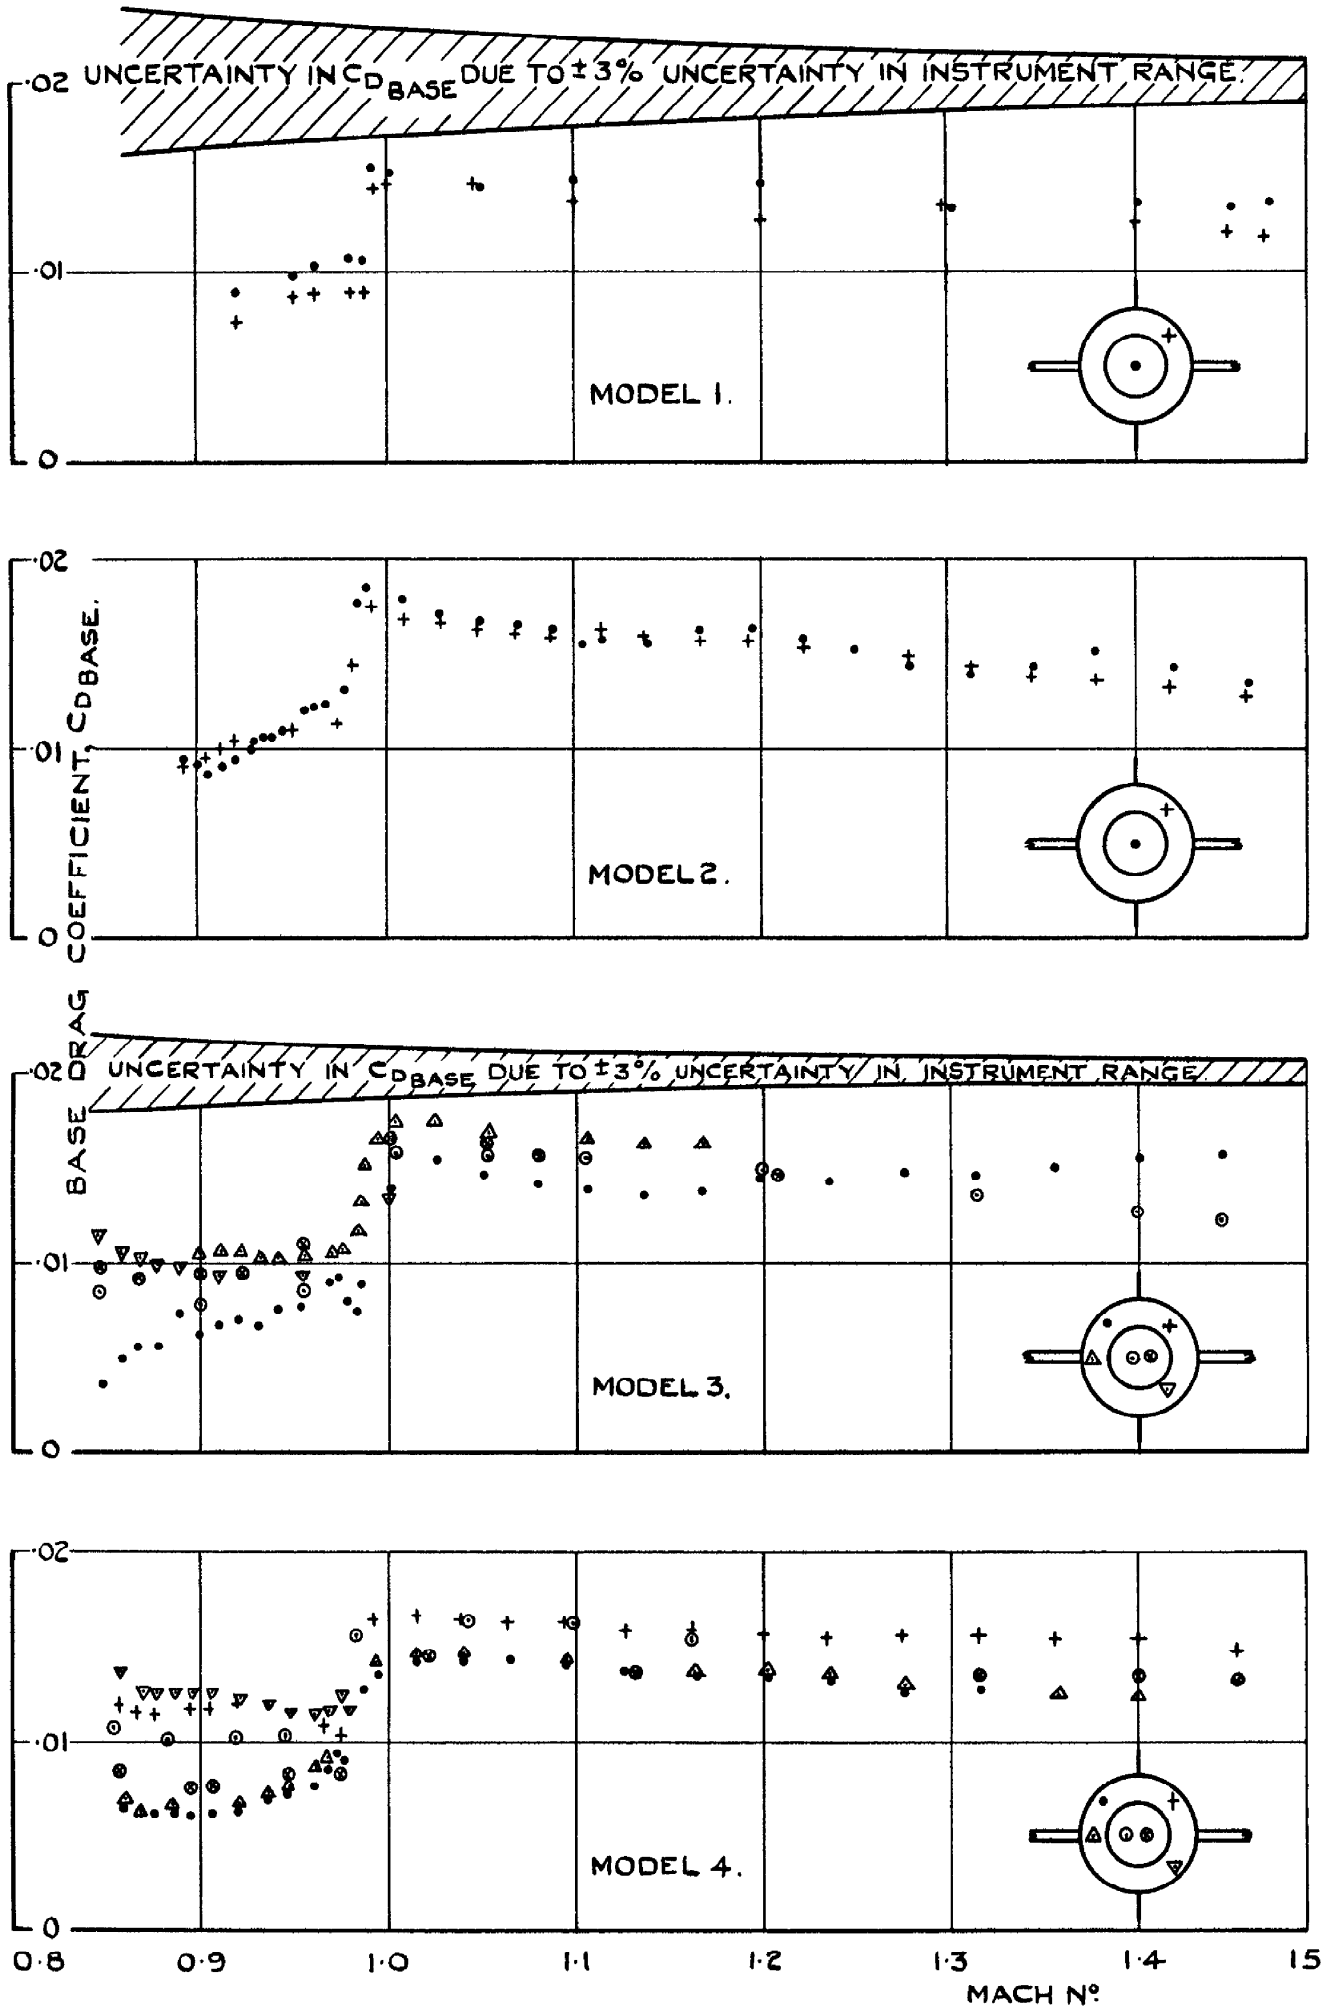 ·02 UNCERTAINTY IN CDBASE DUE TO ±3% UNCERTAINTY IN INSTRUMENT RANGE.
·01
MODEL 1.
0
·02
·01
MODEL 2.
0
BASE DRAG COEFFICIENT, CDBASE.
·02 UNCERTAINTY IN CDBASE DUE TO ±3% UNCERTAINTY IN INSTRUMENT RANGE
·01
MODEL 3.
0
·02
·01
MODEL 4.
0
0·8 0·9 1·0 1·1 1·2 1·3 1·4 1·5
MACH Nº